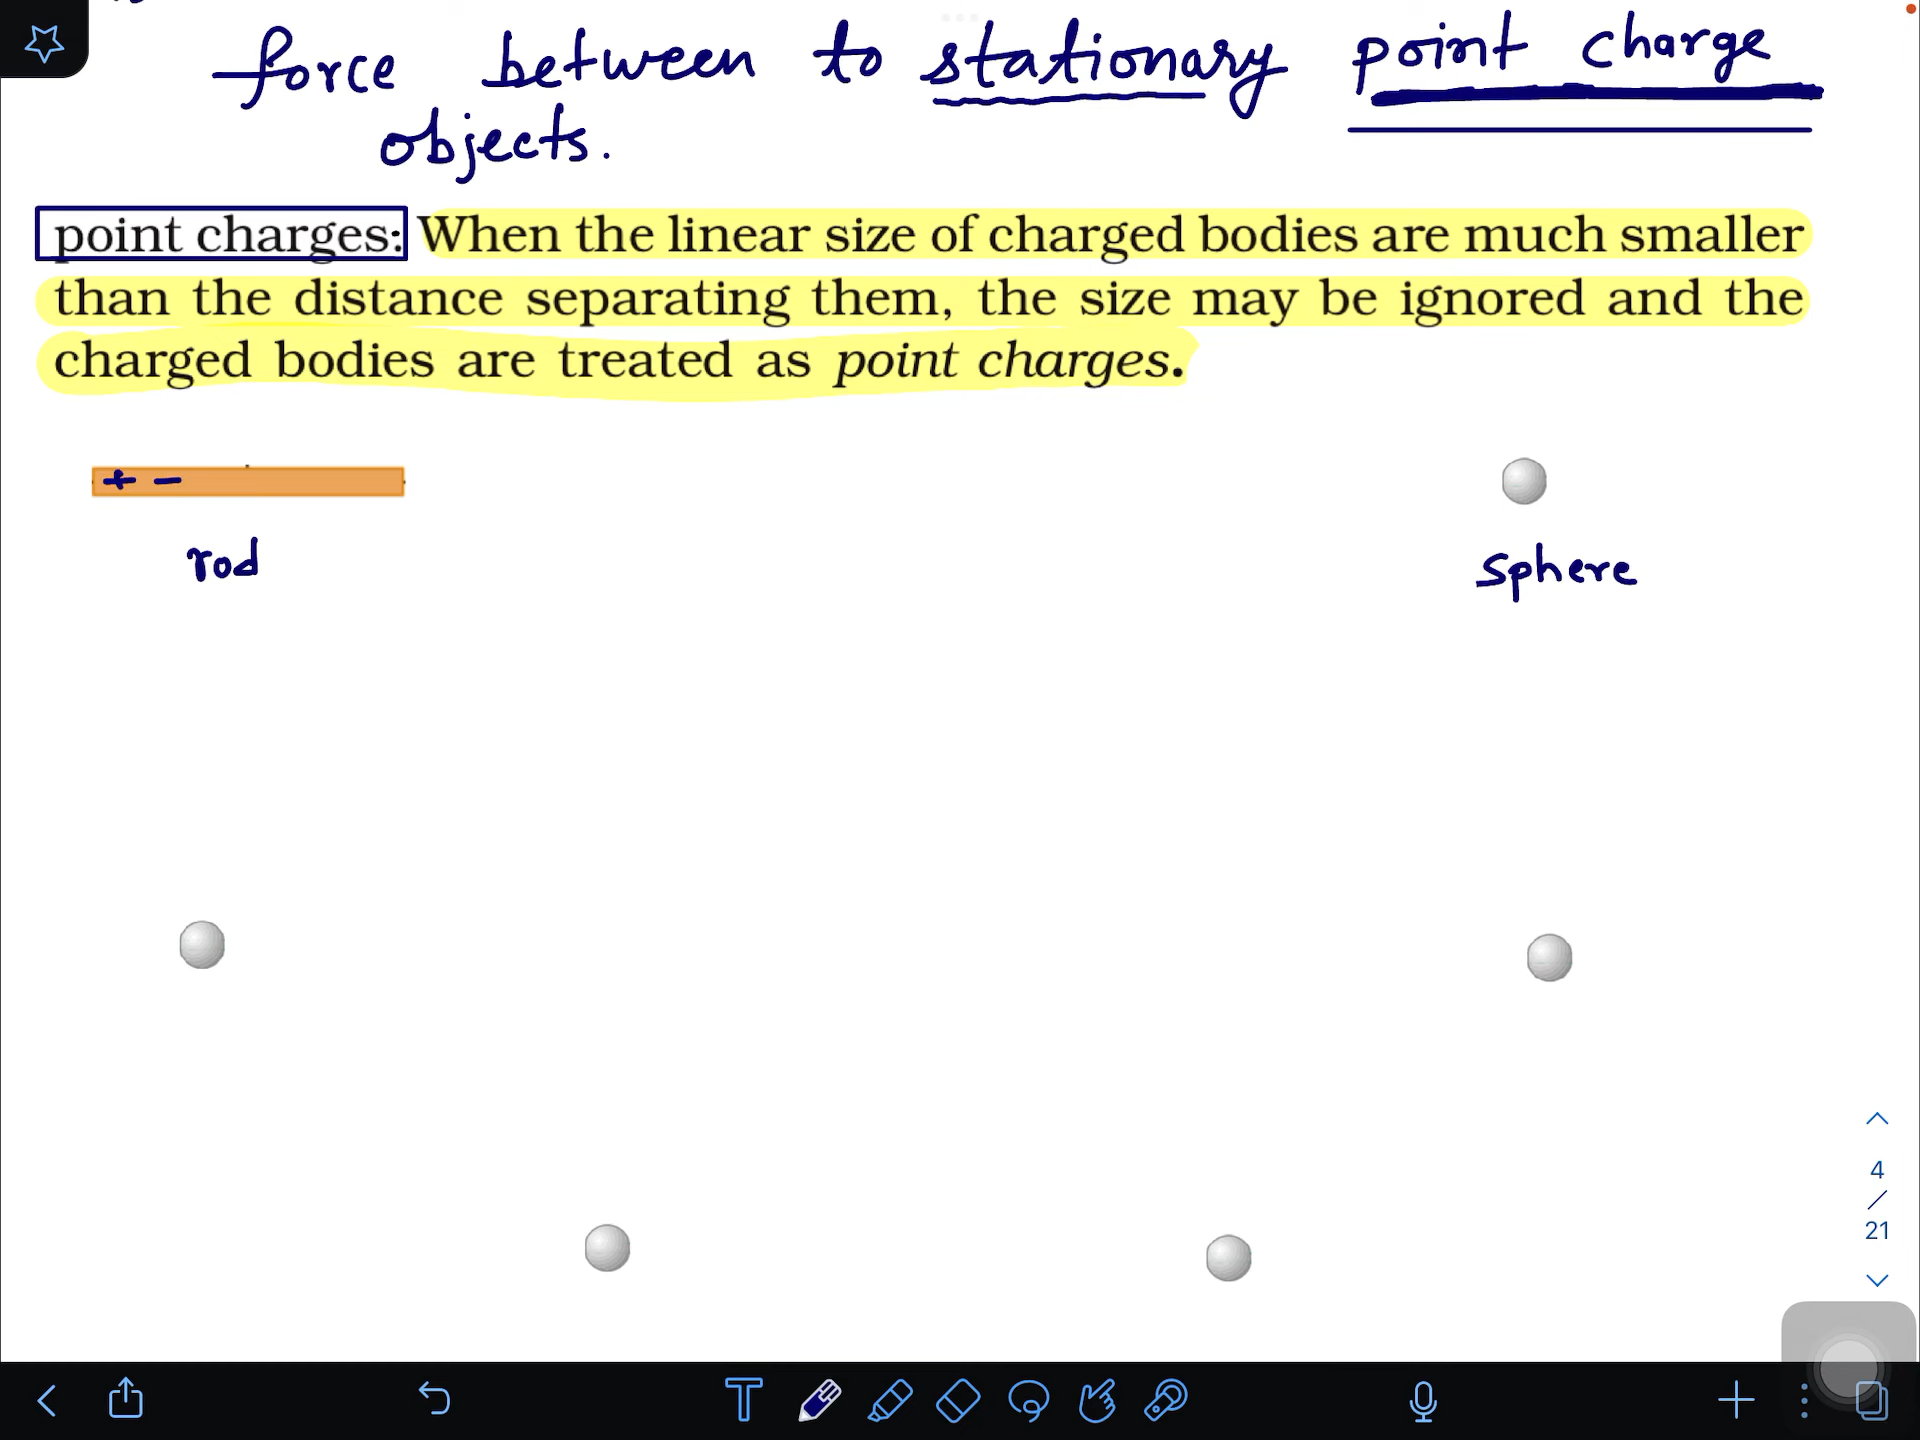 force between to stationary point charge
objects.
point charges: When the linear size of charged bodies are much smaller
than the distance separating them, the size may be ignored and the
charged bodies are treated as point charges.
+ −
rod
sphere
4
/
21
T